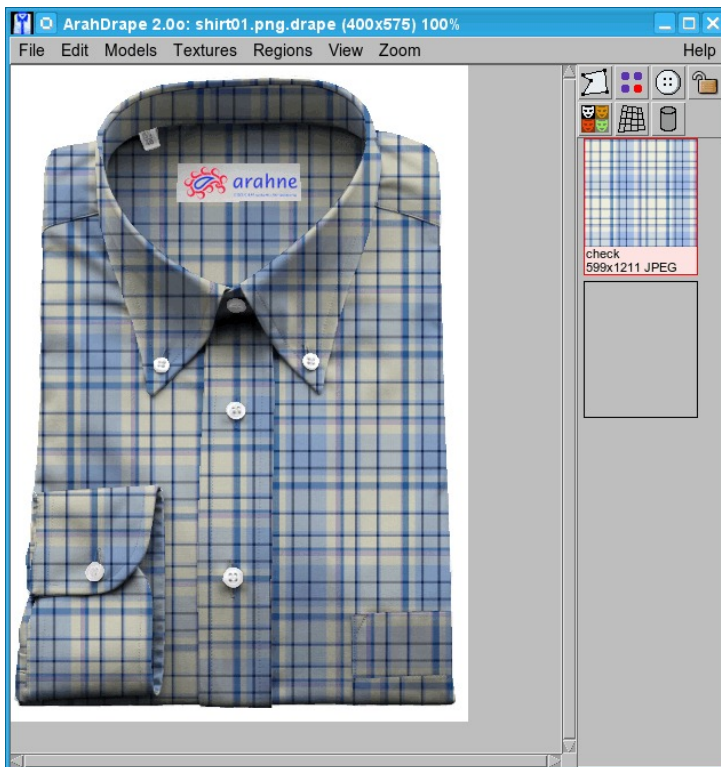 ArahDrape 2.0o: shirt01.png.drape (400x575) 100%
File Edit Models Textures Regions View Zoom Help
arahne
check
599x1211 JPEG